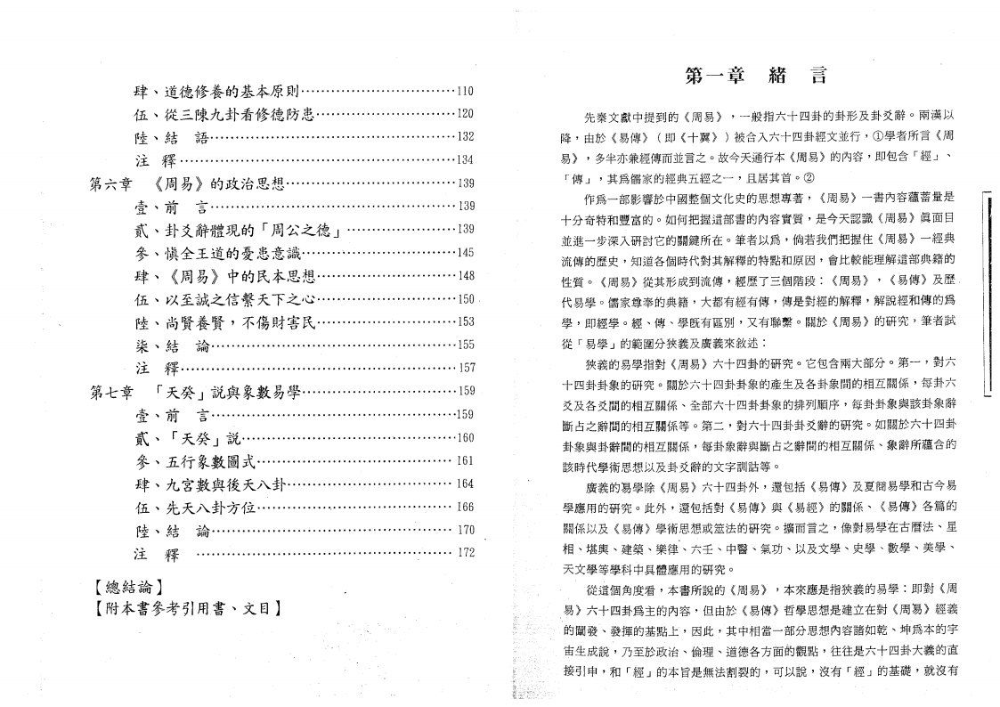 肆、道德修養的基本原則…………………………110
伍、從三陳九卦看修德防患………………………120
陸、結　語…………………………………………132
注　釋………………………………………………134
第六章　《周易》的政治思想………………………139
壹、前　言…………………………………………139
貳、卦爻辭體現的「周公之德」…………………139
參、愼全王道的憂患意識…………………………145
肆、《周易》中的民本思想………………………148
伍、以至誠之信繫天下之心………………………150
陸、尚賢養賢，不傷財害民………………………153
柒、結　論…………………………………………155
注　釋………………………………………………157
第七章　「天癸」説與象數易學……………………159
壹、前　言…………………………………………159
貳、「天癸」説……………………………………160
參、五行象數圖式…………………………………161
肆、九宮數與後天八卦……………………………164
伍、先天八卦方位…………………………………166
陸、結　論…………………………………………170
注　釋………………………………………………172
【總結論】
【附本書參考引用書、文目】
第一章　緒　言
先秦文獻中提到的《周易》，一般指六十四卦的卦形及卦爻辭。兩漢以
降，由於《易傳》（即《十翼》）被合入六十四卦經文並行，①學者所言《周
易》，多半亦兼經傳而並言之。故今天通行本《周易》的內容，即包含「經」、
「傳」，其爲儒家的經典五經之一，且居其首。②
作爲一部影響於中國整個文化史的思想專著，《周易》一書內容蘊蓄量是
十分奇特和豐富的。如何把握這部書的內容實質，是今天認識《周易》眞面目
並進一步深入研討它的關鍵所在。筆者以爲，倘若我們把握住《周易》一經典
流傳的歷史，知道各個時代對其解釋的特點和原因，會比較能理解這部典籍的
性質。《周易》從其形成到流傳，經歷了三個階段：《周易》，《易傳》及歷
代易學。儒家尊奉的典籍，大都有經有傳，傳是對經的解釋，解說經和傳的爲
學，即經學。經、傳、學旣有區別，又有聯繫。關於《周易》的研究，筆者試
從「易學」的範圍分狹義及廣義來敘述：
狹義的易學指對《周易》六十四卦的研究。它包含兩大部分。第一，對六
十四卦卦象的研究。關於六十四卦卦象的產生及各卦象間的相互關係，每卦六
爻及各爻間的相互關係、全部六十四卦卦象的排列順序，每卦卦象與該卦象辭
斷占之辭間的相互關係等。第二，對六十四卦卦爻辭的研究。如關於六十四卦
卦象與卦辭間的相互關係，每卦象辭與斷占之辭間的相互關係、象辭所蘊含的
該時代學術思想以及卦爻辭的文字訓詁等。
廣義的易學除《周易》六十四卦外，還包括《易傳》及夏商易學和古今易
學應用的研究。此外，還包括對《易傳》與《易經》的關係、《易傳》各篇的
關係以及《易傳》學術思想或筮法的研究。擴而言之，像對易學在古曆法、星
相、堪輿、建築、樂律、六壬、中醫、氣功、以及文學、史學、數學、美學、
天文學等學科中具體應用的研究。
從這個角度看，本書所說的《周易》，本來應是指狹義的易學：即對《周
易》六十四卦爲主的內容，但由於《易傳》哲學思想是建立在對《周易》經義
的闡發、發揮的基點上，因此，其中相當一部分思想內容諸如乾、坤爲本的宇
宙生成說，乃至於政治、倫理、道德各方面的觀點，往往是六十四卦大義的直
接引申，和「經」的本旨是無法割裂的，可以說，沒有「經」的基礎，就沒有